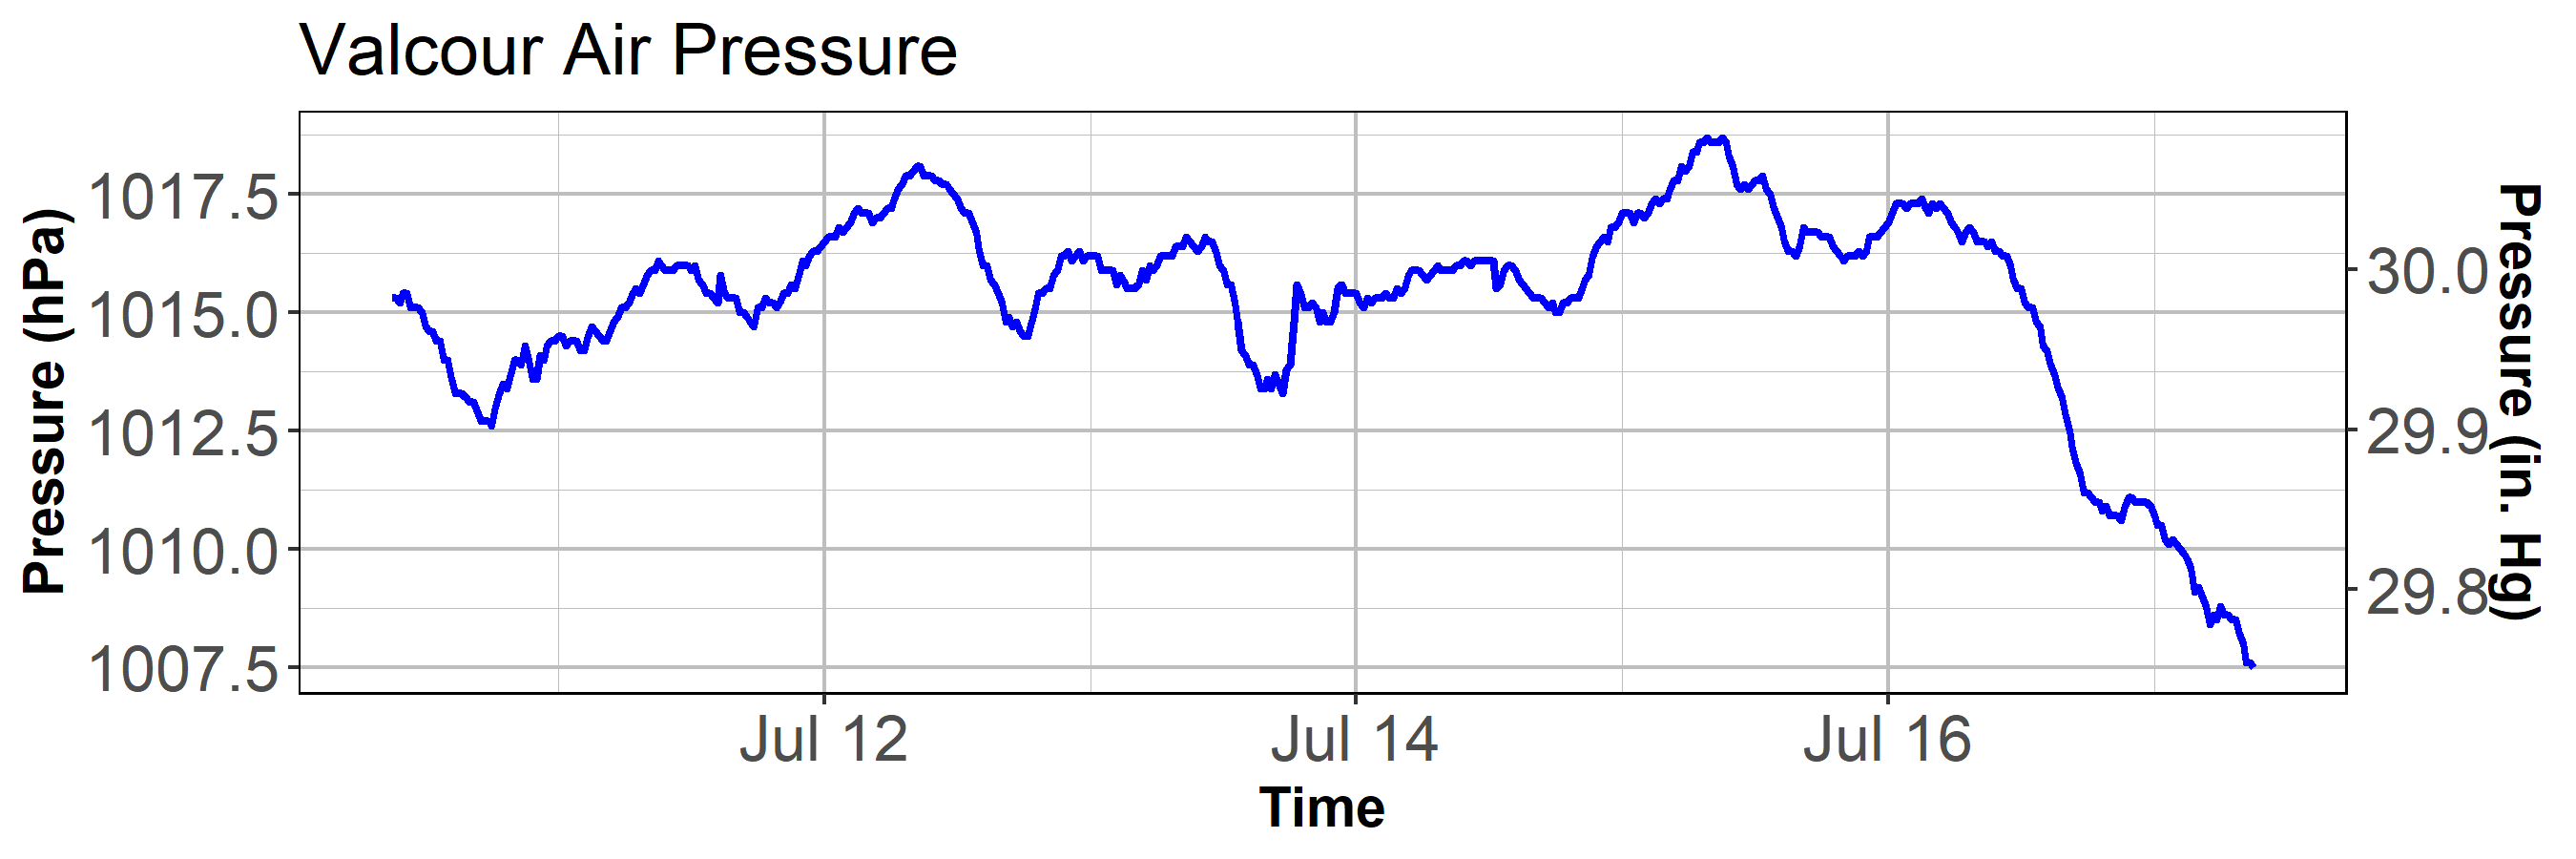 Valcour Air Pressure
Pressure (hPa)
1017.5
1015.0
1012.5
1010.0
1007.5
30.0
29.9
29.8
Pressure (in. Hg)
Jul 12 Jul 14 Jul 16
Time